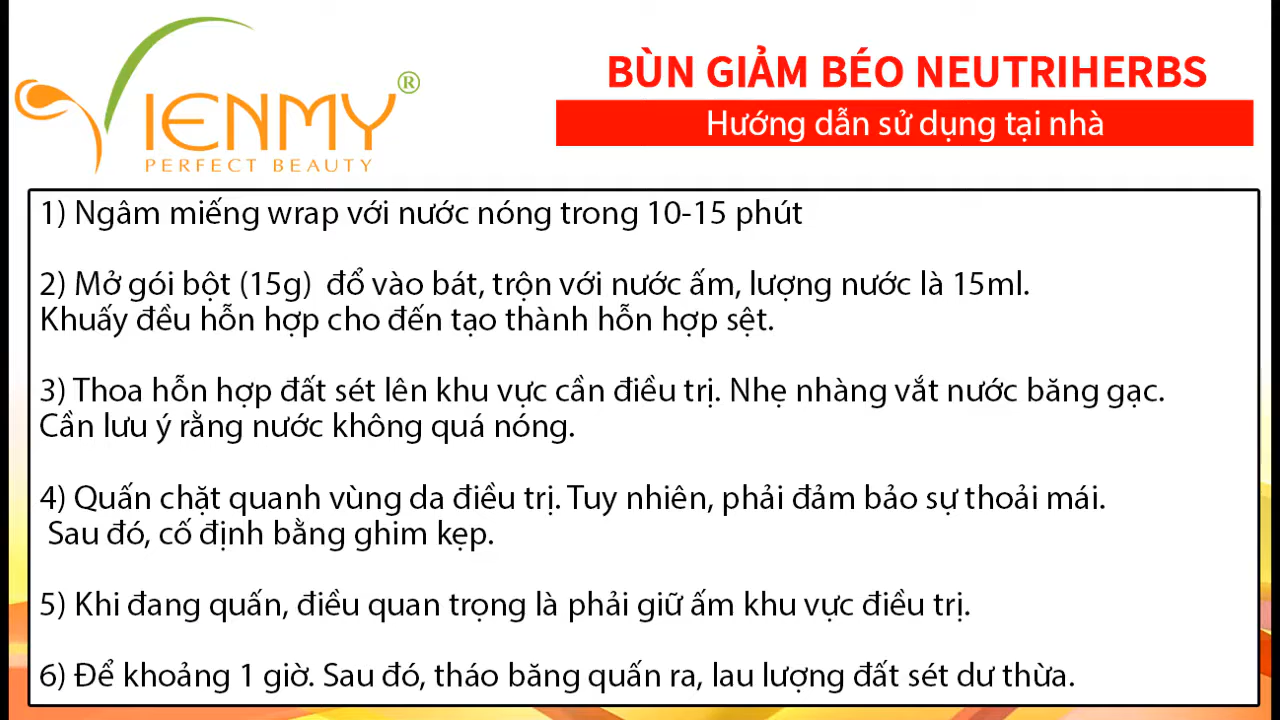 VIENMY®
PERFECT BEAUTY
BÙN GIẢM BÉO NEUTRIHERBS
Hướng dẫn sử dụng tại nhà
1) Ngâm miếng wrap với nước nóng trong 10-15 phút
2) Mở gói bột (15g) đổ vào bát, trộn với nước ấm, lượng nước là 15ml.
Khuấy đều hỗn hợp cho đến tạo thành hỗn hợp sệt.
3) Thoa hỗn hợp đất sét lên khu vực cần điều trị. Nhẹ nhàng vắt nước băng gạc.
Cần lưu ý rằng nước không quá nóng.
4) Quấn chặt quanh vùng da điều trị. Tuy nhiên, phải đảm bảo sự thoải mái.
Sau đó, cố định bằng ghim kẹp.
5) Khi đang quấn, điều quan trọng là phải giữ ấm khu vực điều trị.
6) Để khoảng 1 giờ. Sau đó, tháo băng quấn ra, lau lượng đất sét dư thừa.